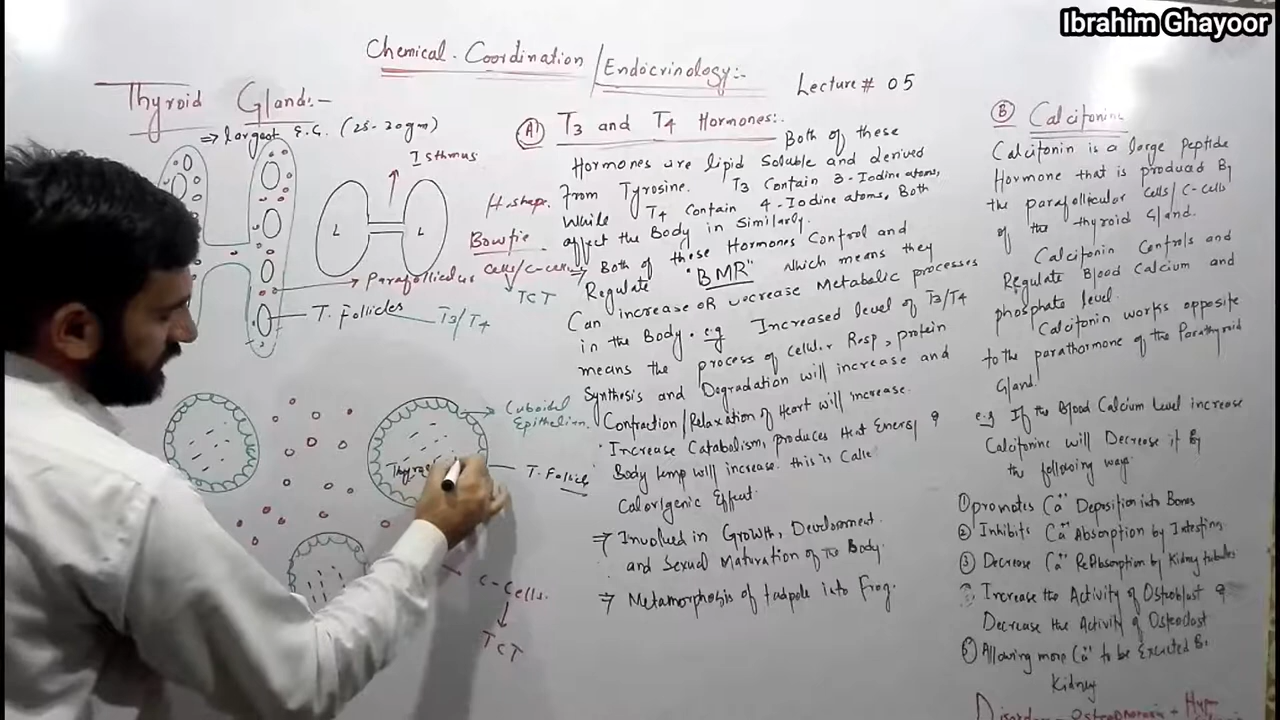 Ibrahim Ghayoor
Chemical Coordination / Endocrinology:-
Lecture # 05
Thyroid Gland:-
⇒ largest E.G. (25-20gm)
Isthmus
L
L
H-shape.
Bowtie
Parafollicular Cells/C-cells
TCT
T. Follicles
T3/T4
Cuboidal
Epithelium.
T. Follicle
C-Cells.
TCT
A T3 and T4 Hormones:-
Both of these
Hormones are lipid Soluble and derived
from Tyrosine. T3 Contain 3-Iodine atoms,
While T4 Contain 4-Iodine atoms, Both
affect the Body in Similarly.
⇒ Both of these Hormones Control and
Regulate "BMR" Which means they
Can increase OR decrease Metabolic processes
in the Body. e.g Increased level of T3/T4
means the process of cellular Resp, protein
Synthesis and Degradation will increase and
Contraction/Relaxation of Heart will increase.
Increase Catabolism, produces Heat Energy &
Body temp will increase. this is Calle
Calorigenic Effect.
⇒ Involved in Growth, Development.
and Sexual Maturation of The Body.
⇒ Metamorphosis of tadpole into frog.
B Calcitonin
Calcitonin is a large Peptide
Hormone that is produced By
the parafollicular cells/C-cells
of the thyroid Gland.
Calcitonin Controls and
Regulate Blood Calcium and
phosphate level.
Calcitonin works opposite
to the parathormone of the Parathyroid
Gland.
e.g If the Blood Calcium Level increase
Calcitonine will Decrease it By
the following ways.
① promotes Ca++ Deposition into Bones
② Inhibits Ca++ Absorption by Intestine
③ Decrease Ca++ ReAbsorption by Kidney tubules
Increase the Activity of Osteoblast &
Decrease the Activity of Osteoclast
⑤ Allowing more Ca++ to be Excreted By
Kidney